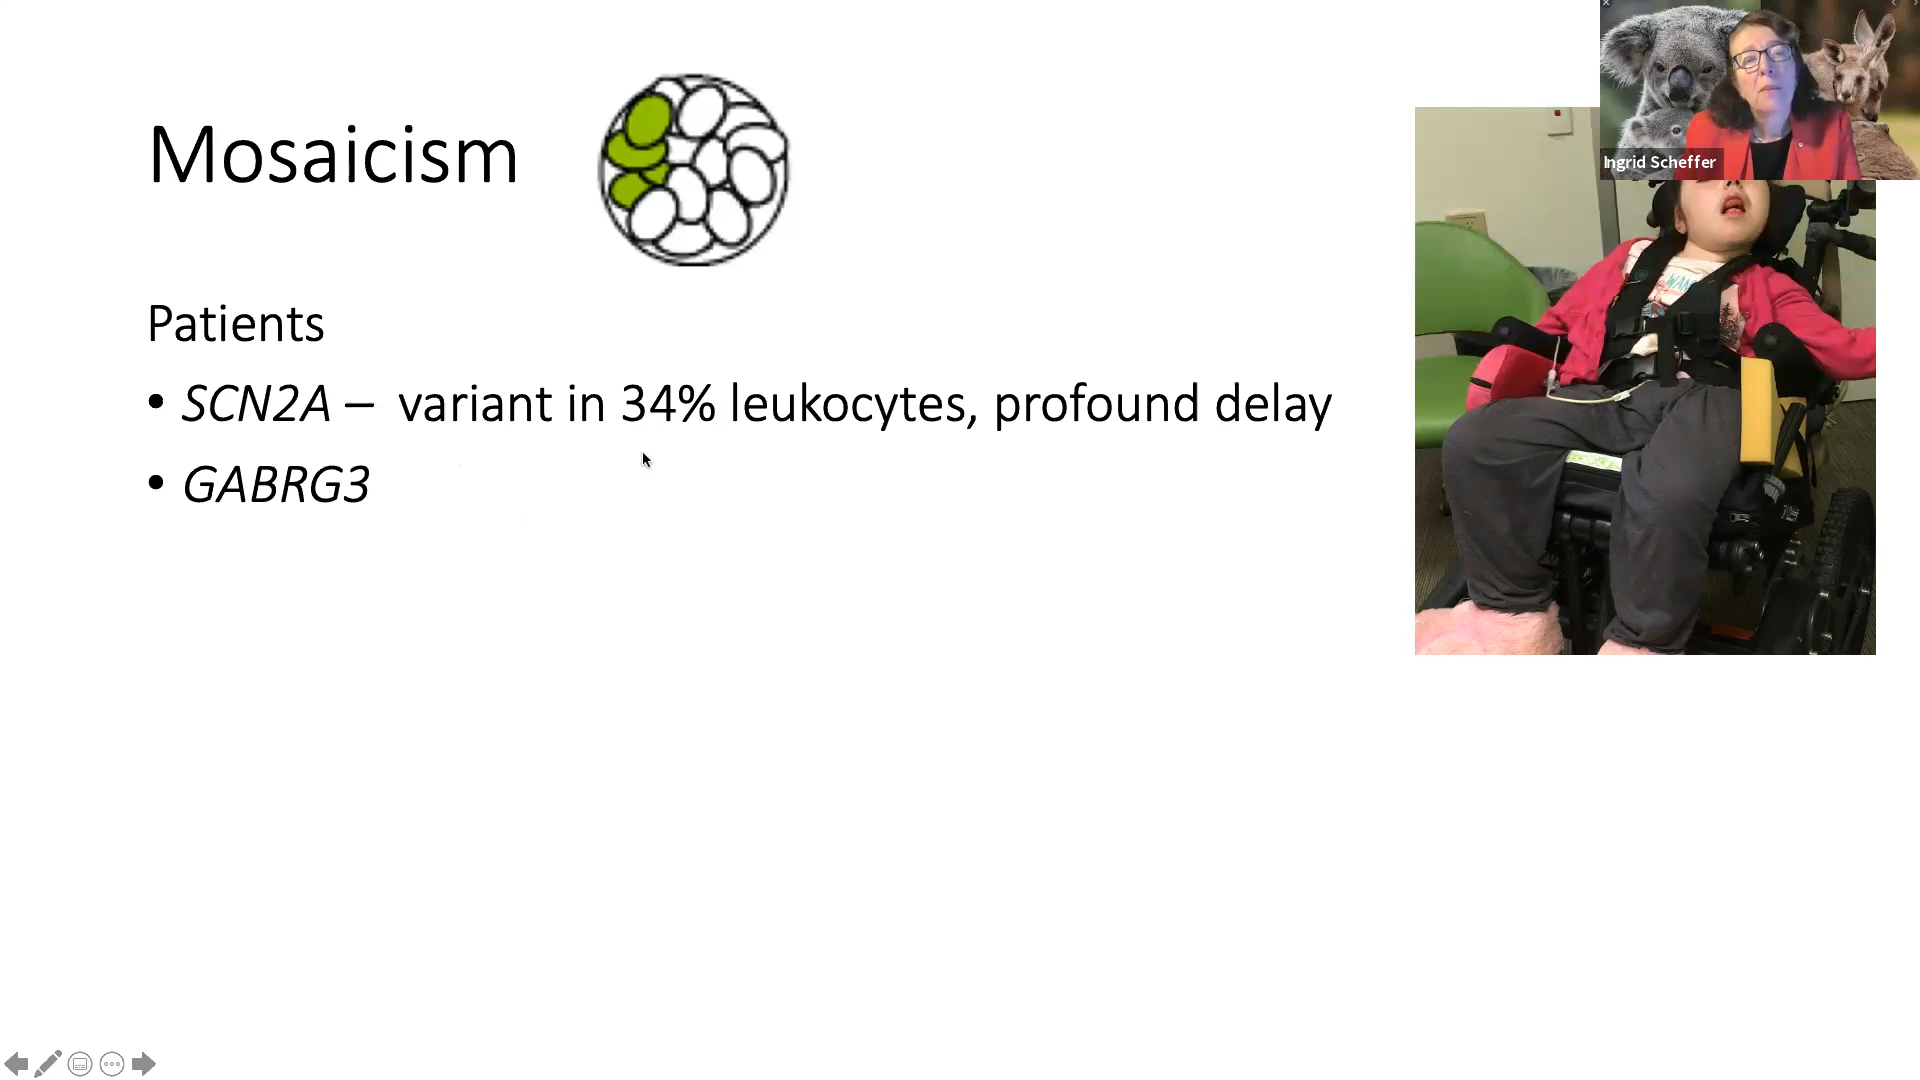 Mosaicism
Patients
• SCN2A – variant in 34% leukocytes, profound delay
• GABRG3
Ingrid Scheffer